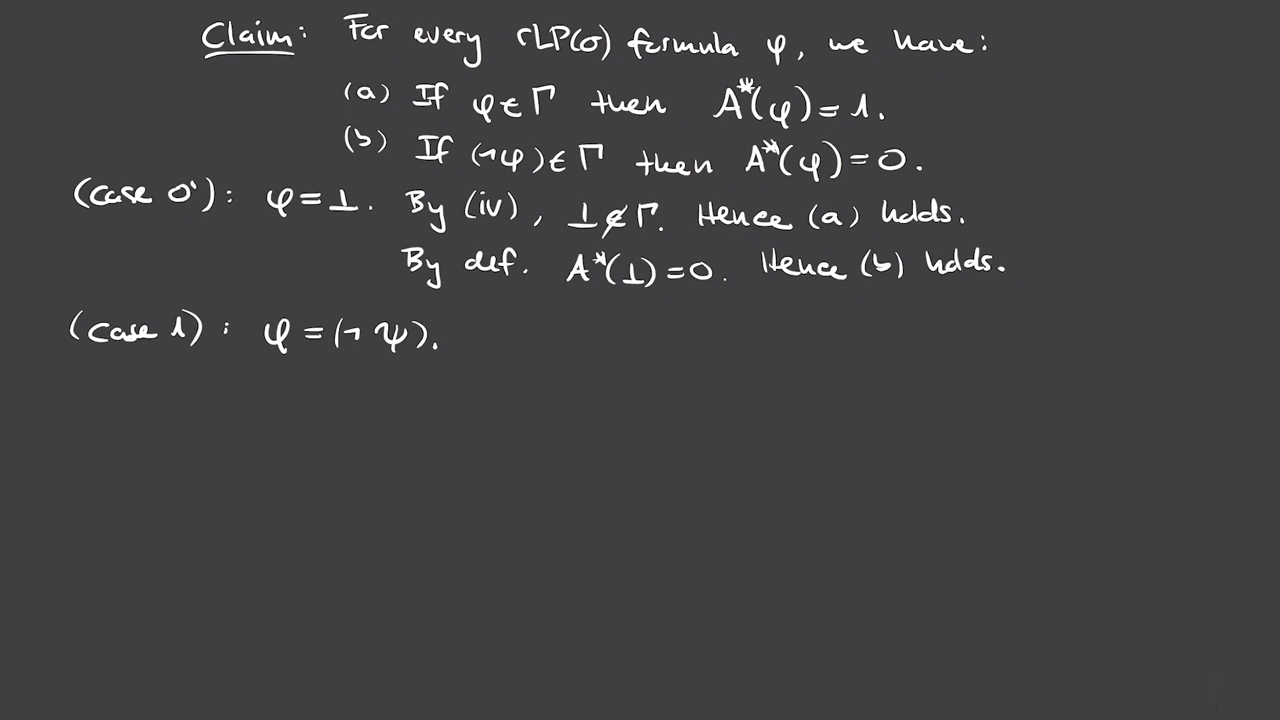 Claim: For every rLP(σ) formula φ, we have:
(a) If φ∈Γ then A*(φ)=1.
(b) If (¬φ)∈Γ then A*(φ)=0.
(case 0'): φ=⊥. By (iv), ⊥∉Γ. Hence (a) holds.
By def. A*(⊥)=0. Hence (b) holds.
(case 1): φ=(¬ψ).